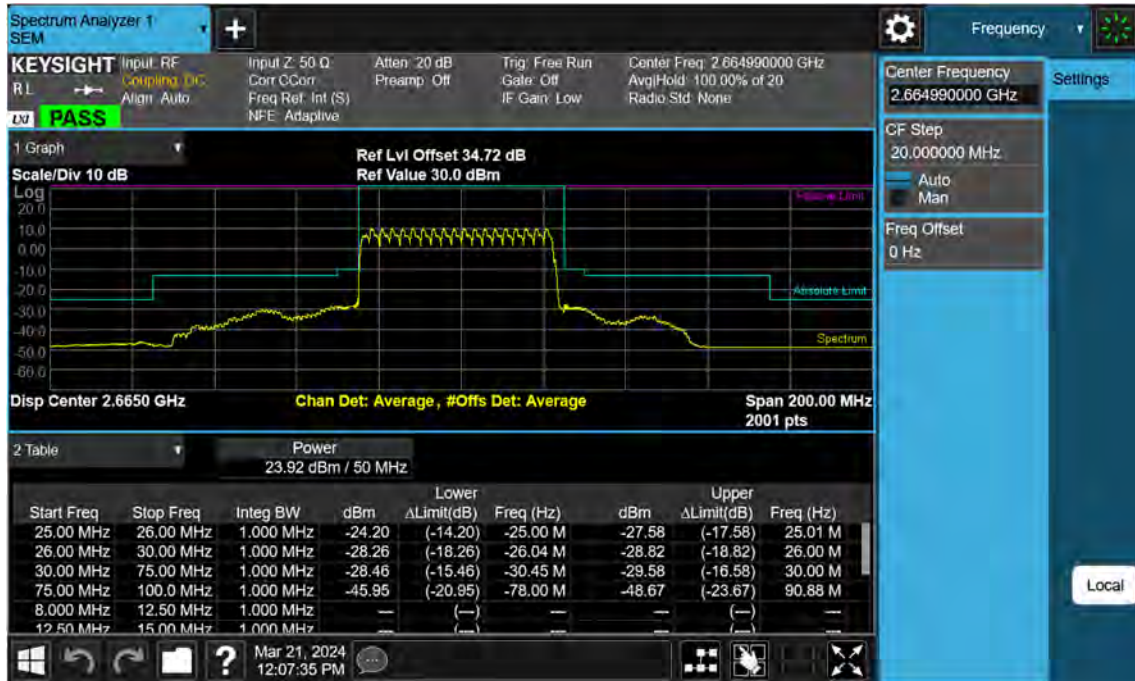 Spectrum Analyzer 1
SEM
Frequency
KEYSIGHT
RL
LXI
PASS
Input: RF
Coupling: DC
Align: Auto
Input Z: 50 Ω
Corr CCorr
Freq Ref: Int (S)
NFE: Adaptive
Atten: 20 dB
Preamp: Off
Trig: Free Run
Gate: Off
IF Gain: Low
Center Freq: 2.664990000 GHz
Avg|Hold: 100.00% of 20
Radio Std: None
Center Frequency
2.664990000 GHz
Settings
CF Step
20.000000 MHz
Auto
Man
Freq Offset
0 Hz
1 Graph
Scale/Div 10 dB
Ref Lvl Offset 34.72 dB
Ref Value 30.0 dBm
Log
20.0
10.0
0.00
-10.0
-20.0
-30.0
-40.0
-50.0
-60.0
Limit
Absolute Limit
Spectrum
Disp Center 2.6650 GHz
Chan Det: Average, #Offs Det: Average
Span 200.00 MHz
2001 pts
2 Table
Power
23.92 dBm / 50 MHz
Lower Upper
Start Freq Stop Freq Integ BW dBm ΔLimit(dB) Freq (Hz) dBm ΔLimit(dB) Freq (Hz)
25.00 MHz 26.00 MHz 1.000 MHz -24.20 (-14.20) -25.00 M -27.58 (-17.58) 25.01 M
26.00 MHz 30.00 MHz 1.000 MHz -28.26 (-18.26) -26.04 M -28.82 (-18.82) 26.00 M
30.00 MHz 75.00 MHz 1.000 MHz -28.46 (-15.46) -30.45 M -29.58 (-16.58) 30.00 M
75.00 MHz 100.0 MHz 1.000 MHz -45.95 (-20.95) -78.00 M -48.67 (-23.67) 90.88 M
8.000 MHz 12.50 MHz 1.000 MHz --- (---) --- --- (---) ---
12.50 MHz 15.00 MHz 1.000 MHz --- (---) --- --- (---) ---
Local
?
Mar 21, 2024
12:07:35 PM